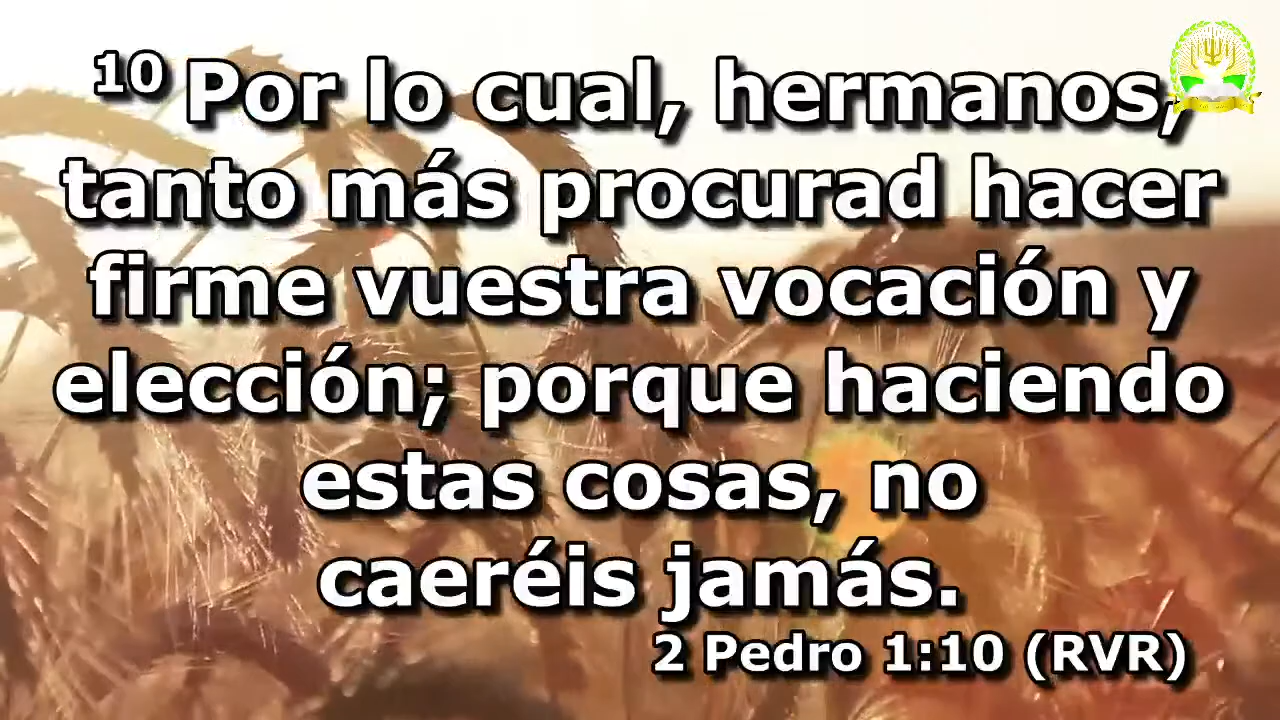 10 Por lo cual, hermanos,
tanto más procurad hacer
firme vuestra vocación y
elección; porque haciendo
estas cosas, no
caeréis jamás.
2 Pedro 1:10 (RVR)